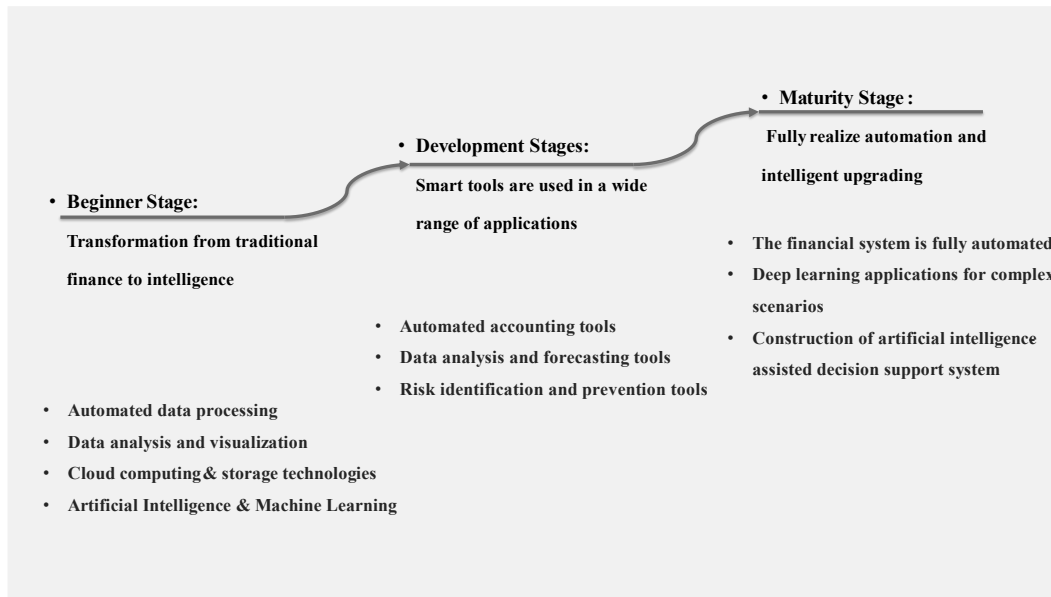 • Beginner Stage:
Transformation from traditional
finance to intelligence
• Automated data processing
• Data analysis and visualization
• Cloud computing & storage technologies
• Artificial Intelligence & Machine Learning
• Development Stages:
Smart tools are used in a wide
range of applications
• Automated accounting tools
• Data analysis and forecasting tools
• Risk identification and prevention tools
• Maturity Stage :
Fully realize automation and
intelligent upgrading
• The financial system is fully automated
• Deep learning applications for complex
scenarios
• Construction of artificial intelligence
assisted decision support system